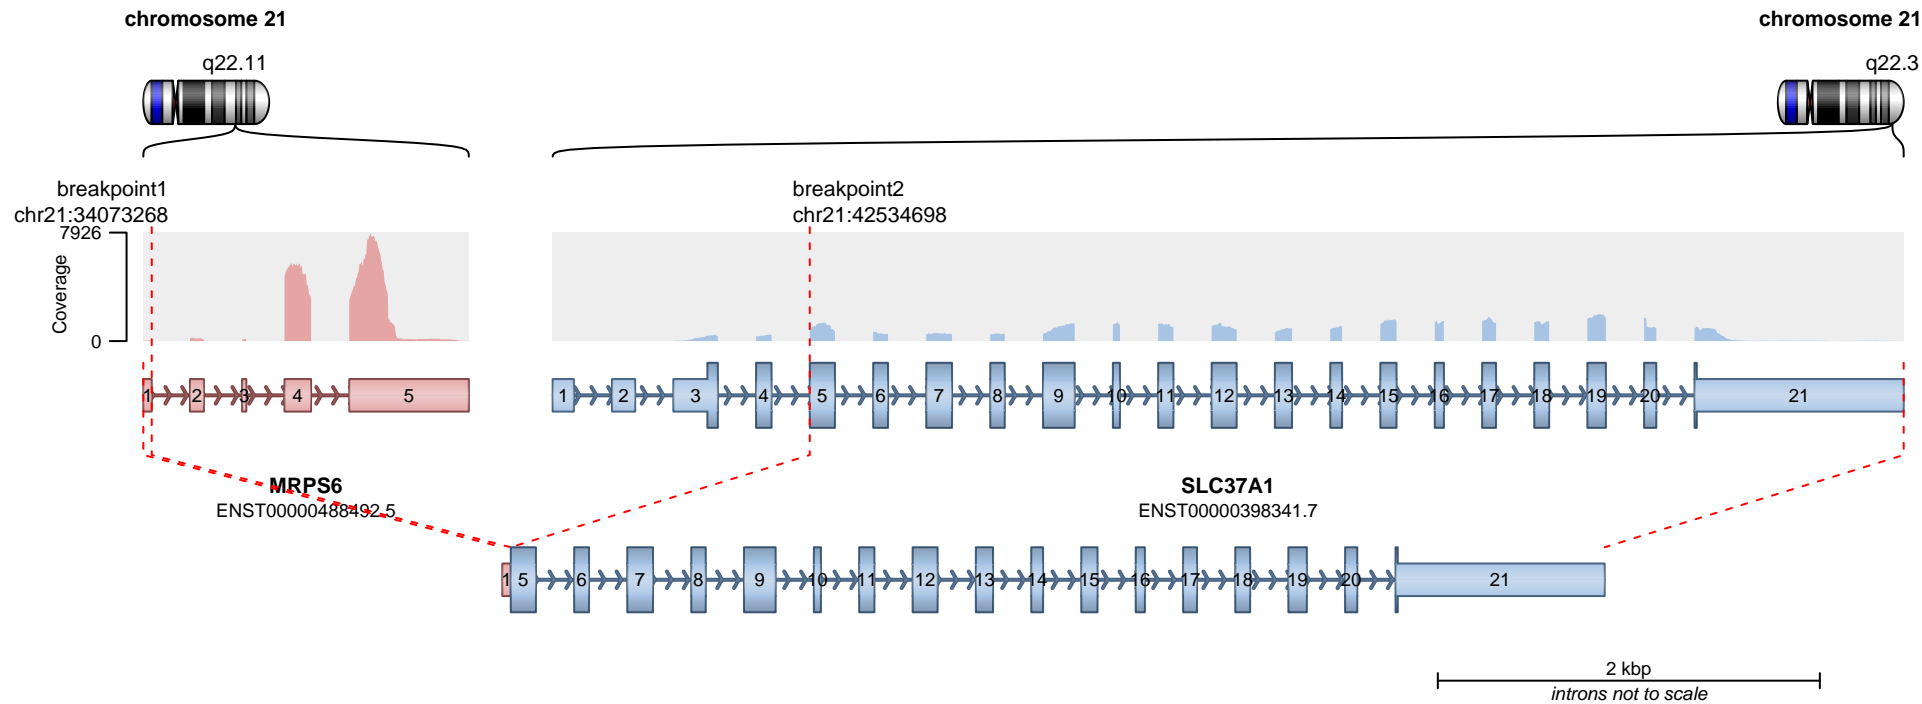 chromosome 21
chromosome 21
q22.11
q22.3
breakpoint1
chr21:34073268
breakpoint2
chr21:42534698
7926
Coverage
0
1 2 3 4 5
1 2 3 4 5 6 7 8 9 10 11 12 13 14 15 16 17 18 19 20 21
MRPS6
ENST00000488492.5
SLC37A1
ENST00000398341.7
1 5 6 7 8 9 10 11 12 13 14 15 16 17 18 19 20 21
2 kbp
introns not to scale